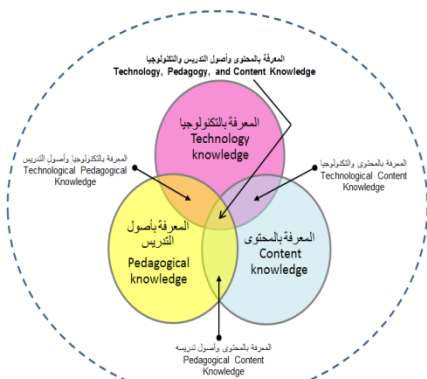 المعرفة بالمحتوى وأصول التدريس والتكنولوجيا
Technology, Pedagogy, and Content Knowledge
المعرفة بالتكنولوجيا
Technology
knowledge
المعرفة بالتكنولوجيا وأصول التدريس
Technological Pedagogical
Knowledge
المعرفة بالمحتوى والتكنولوجيا
Technological Content
Knowledge
المعرفة بأصول
التدريس
Pedagogical
knowledge
المعرفة بالمحتوى
Content
knowledge
المعرفة بالمحتوى وأصول تدريسه
Pedagogical Content
Knowledge